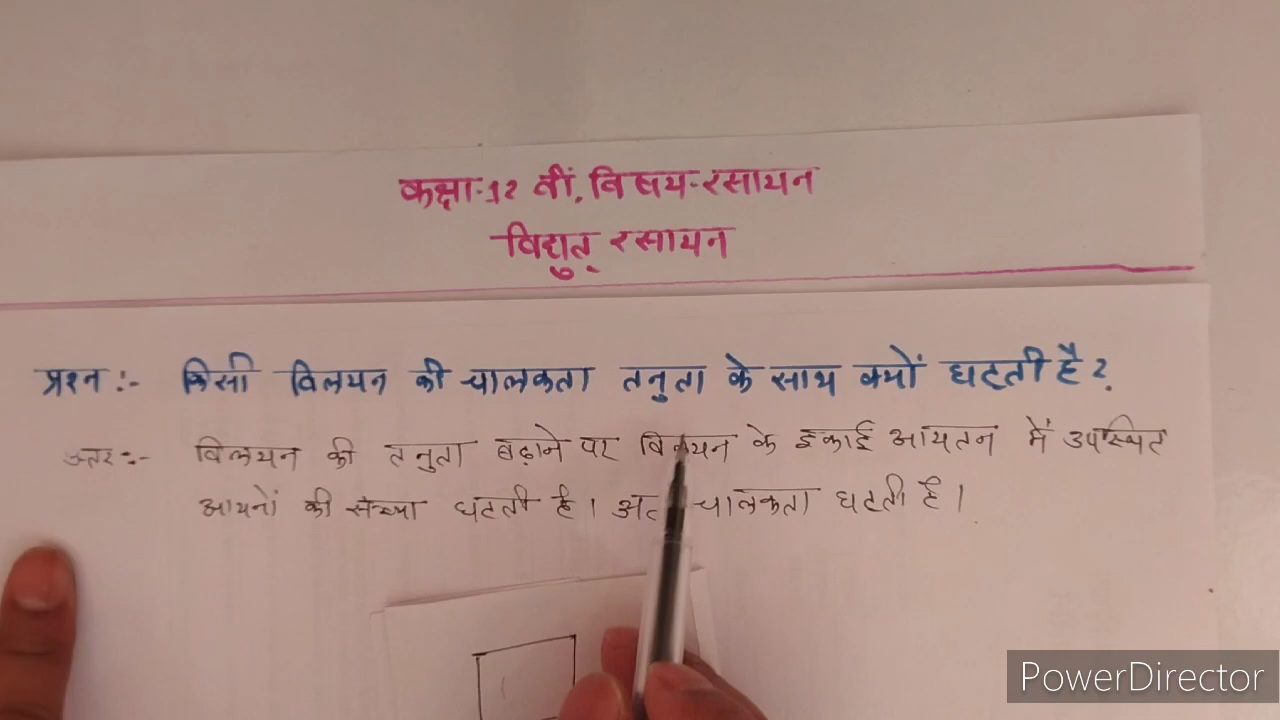 कक्षा-12 वीं, विषय-रसायन
विद्युत् रसायन
प्रश्न :- किसी विलयन की चालकता तनुता के साथ क्यों घटती है?
उत्तर :- विलयन की तनुता बढ़ाने पर विलयन के इकाई आयतन में उपस्थित
आयनों की संख्या घटती है। अतः चालकता घटती है।
PowerDirector